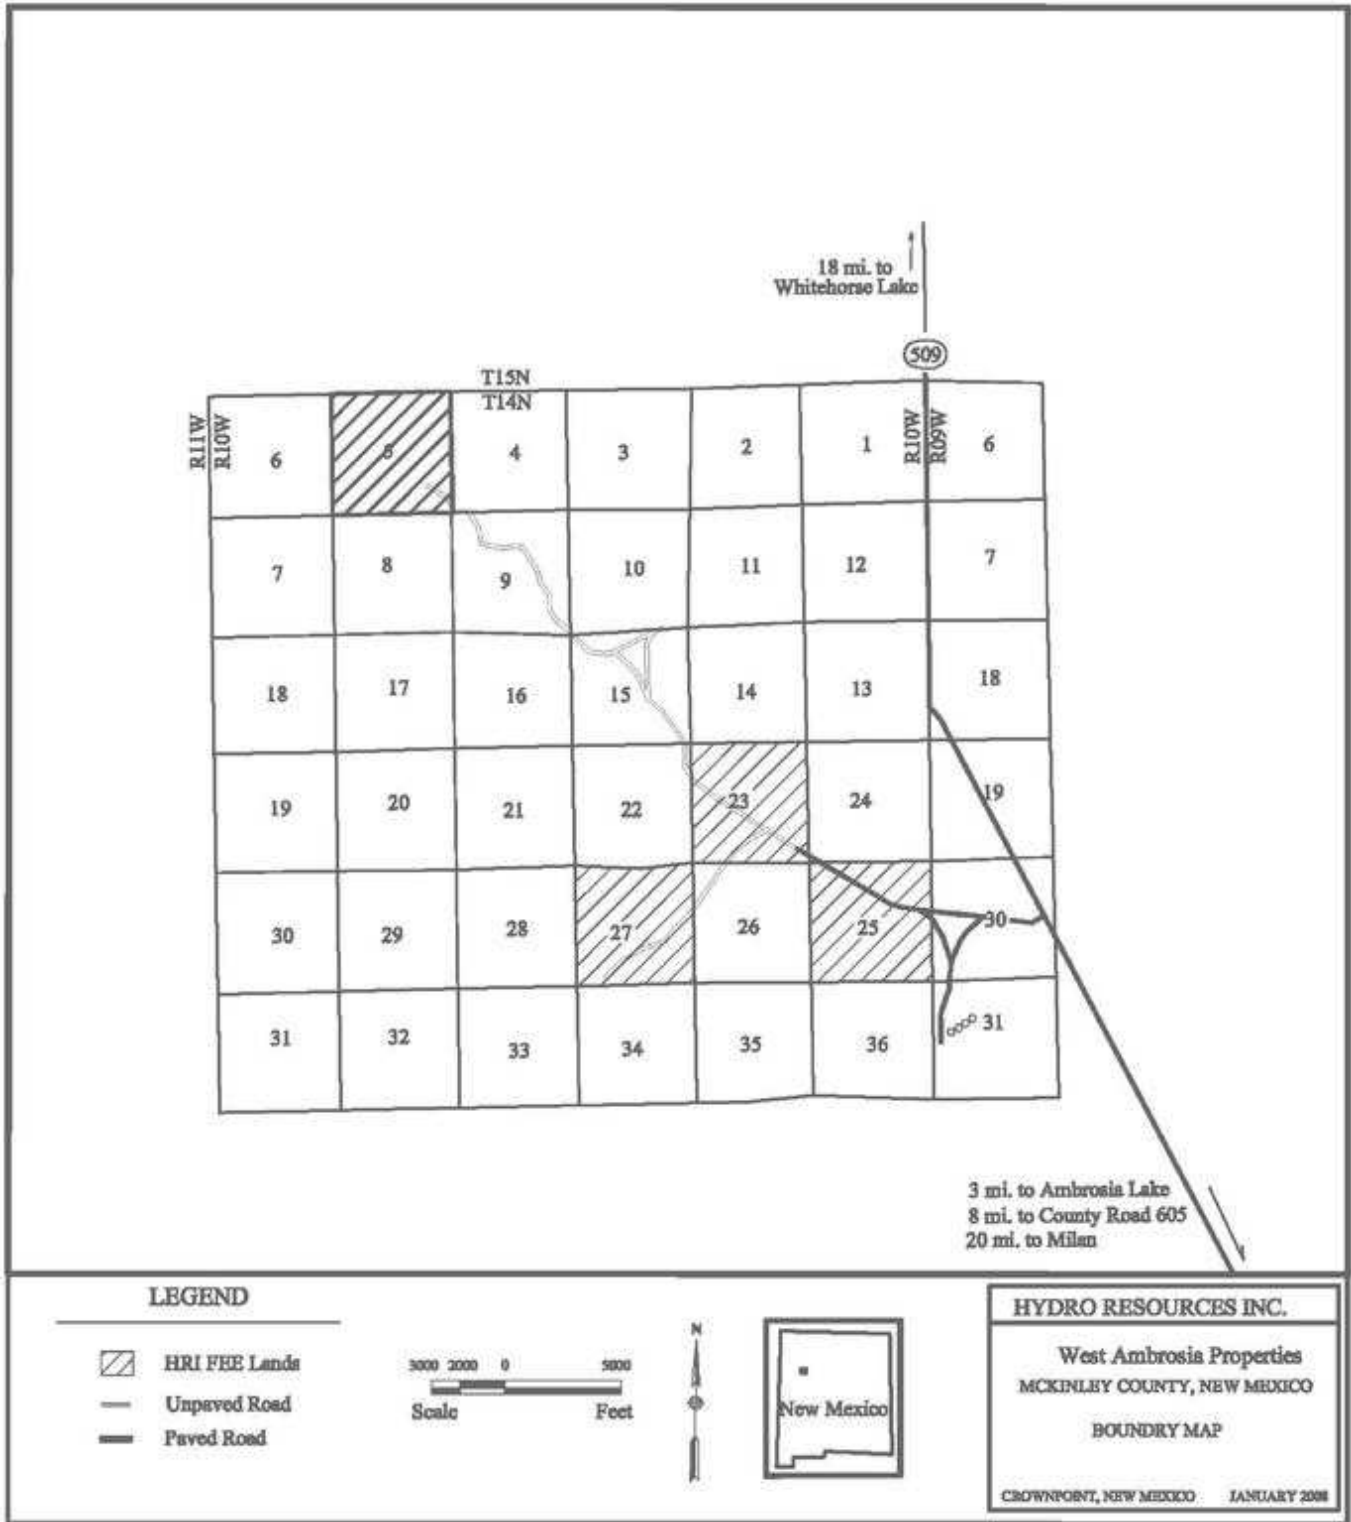 18 mi. to
Whitehorse Lake
509
T15N
T14N
R11W
R10W
R10W
R09W
6 5 4 3 2 1 6
7 8 9 10 11 12 7
18 17 16 15 14 13 18
19 20 21 22 23 24 19
30 29 28 27 26 25 30
31 32 33 34 35 36 31
3 mi. to Ambrosia Lake
8 mi. to County Road 605
20 mi. to Milan
LEGEND
HRI FEE Lands
Unpaved Road
Paved Road
3000 2000 0 5000
Scale Feet
N
New Mexico
HYDRO RESOURCES INC.
West Ambrosia Properties
MCKINLEY COUNTY, NEW MEXICO
BOUNDRY MAP
CROWNPOINT, NEW MEXICO JANUARY 2008